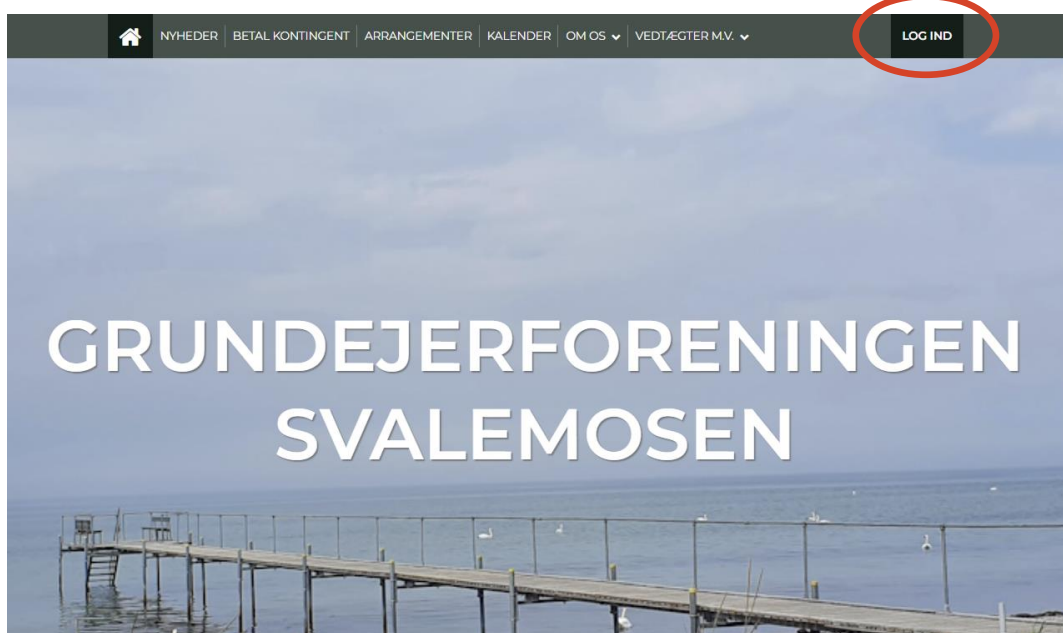 NYHEDER BETAL KONTINGENT ARRANGEMENTER KALENDER OM OS VEDTÆGTER M.V. LOG IND
GRUNDEJERFORENINGEN
SVALEMOSEN